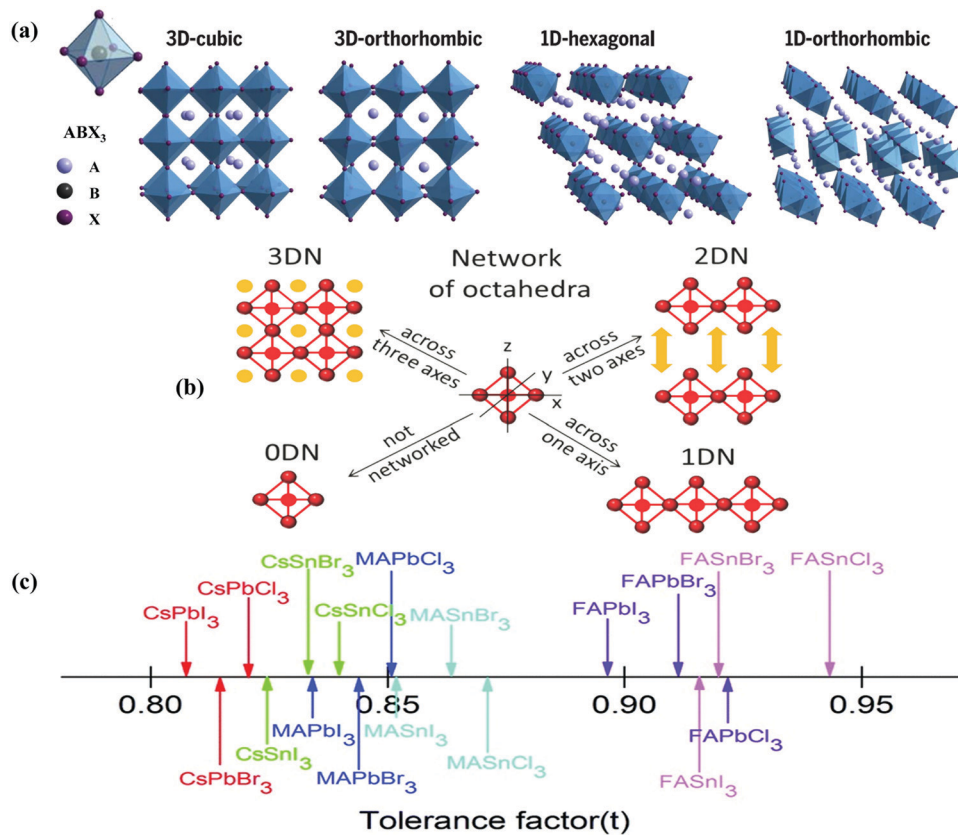 (a)
3D-cubic
3D-orthorhombic
1D-hexagonal
1D-orthorhombic
ABX₃
A
B
X
(b)
3DN
Network
of octahedra
2DN
across
three axes
z
y
x
across
two axes
not
networked
across
one axis
0DN
1DN
(c)
CsSnBr₃
MAPbCl₃
FASnBr₃
FASnCl₃
CsPbCl₃
FAPbBr₃
CsPbI₃
CsSnCl₃
MASnBr₃
FAPbI₃
0.80
0.85
0.90
0.95
CsSnI₃
MAPbI₃
MASnI₃
FAPbCl₃
CsPbBr₃
MAPbBr₃
MASnCl₃
FASnI₃
Tolerance factor(t)